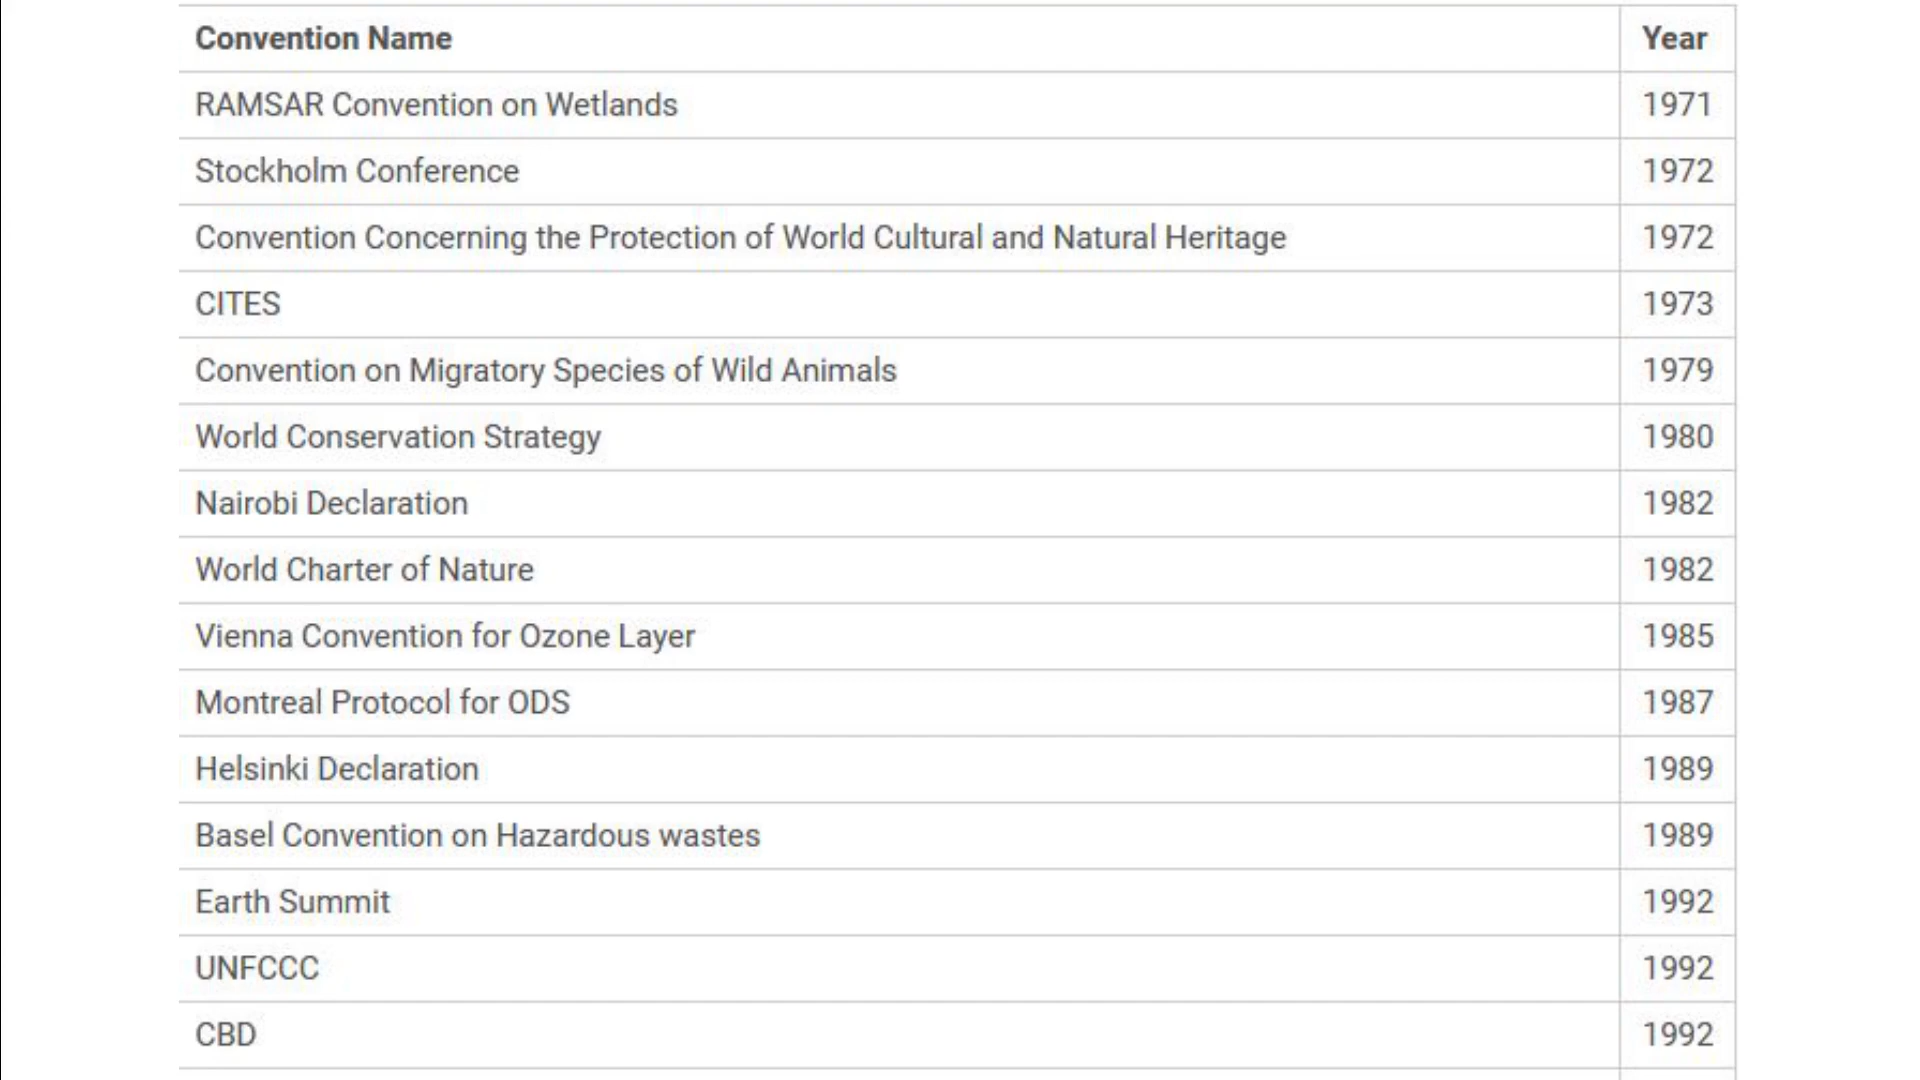 Convention Name Year
RAMSAR Convention on Wetlands 1971
Stockholm Conference 1972
Convention Concerning the Protection of World Cultural and Natural Heritage 1972
CITES 1973
Convention on Migratory Species of Wild Animals 1979
World Conservation Strategy 1980
Nairobi Declaration 1982
World Charter of Nature 1982
Vienna Convention for Ozone Layer 1985
Montreal Protocol for ODS 1987
Helsinki Declaration 1989
Basel Convention on Hazardous wastes 1989
Earth Summit 1992
UNFCCC 1992
CBD 1992